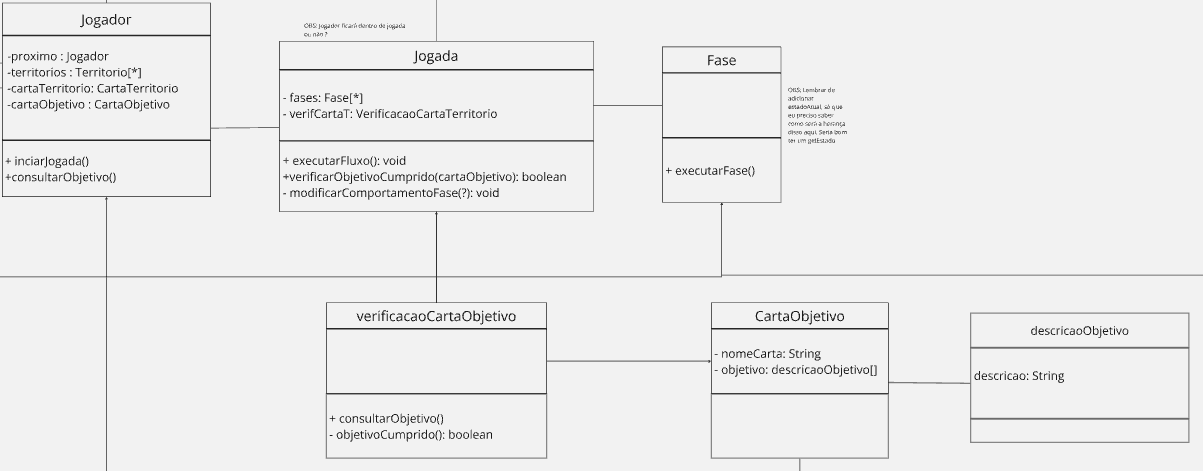 Jogador
-proximo : Jogador
-territorios : Territorio[*]
-cartaTerritorio: CartaTerritorio
-cartaObjetivo : CartaObjetivo
+ inciarJogada()
+consultarObjetivo()
OBS: Jogador ficará dentro de jogada
ou não ?
Jogada
- fases: Fase[*]
- verifCartaT: VerificacaoCartaTerritorio
+ executarFluxo(): void
+verificarObjetivoCumprido(cartaObjetivo): boolean
- modificarComportamentoFase(?): void
Fase
+ executarFase()
OBS: Lembrar de
adicionar
estadoAtual, só que
eu preciso saber
como será a herança
disso aqui. Seria bom
ter um getEstado
verificacaoCartaObjetivo
+ consultarObjetivo()
- objetivoCumprido(): boolean
CartaObjetivo
- nomeCarta: String
- objetivo: descricaoObjetivo[]
descricaoObjetivo
descricao: String